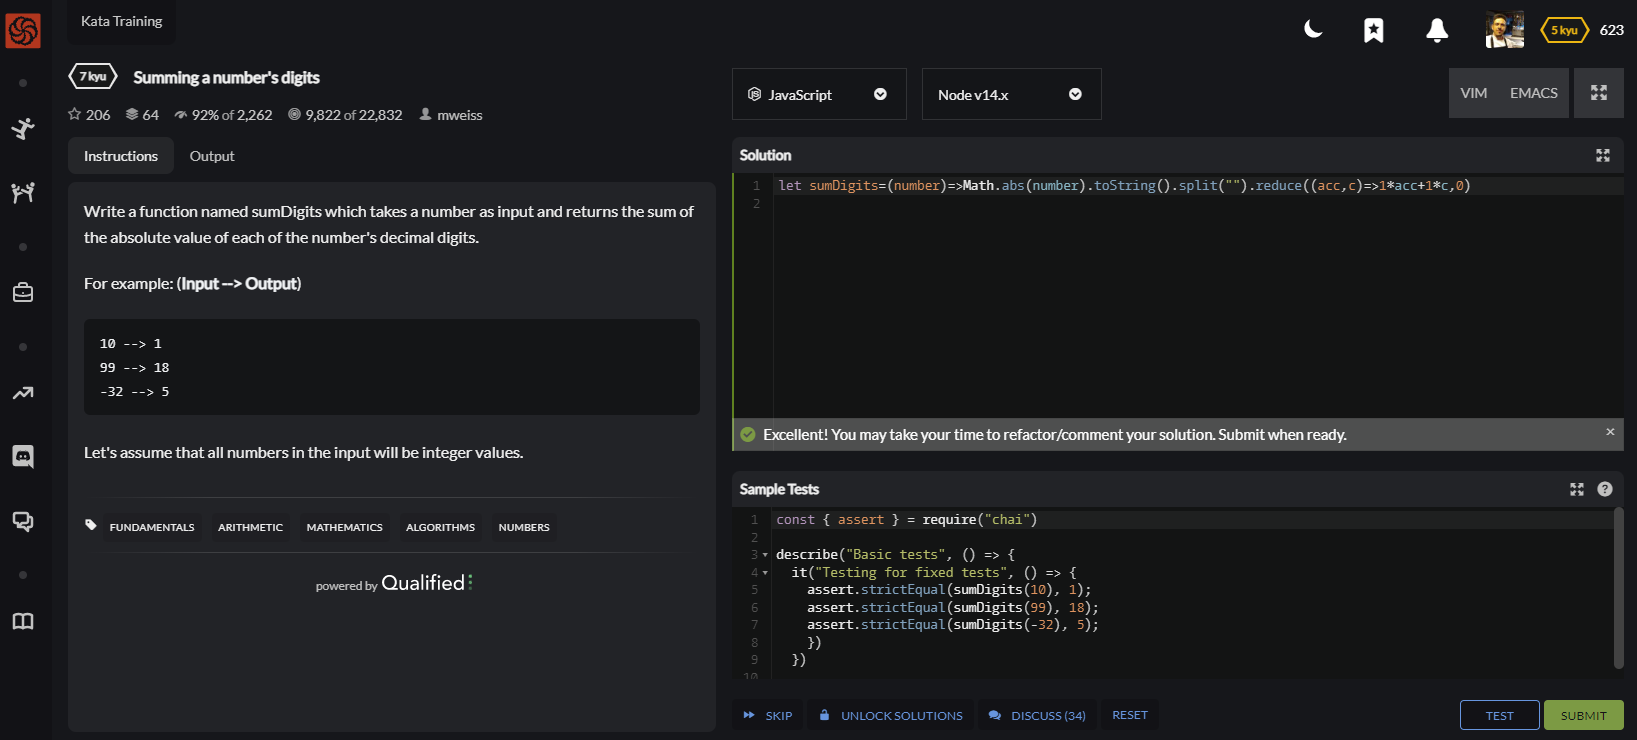 Kata Training
5 kyu 623
7 kyu Summing a number's digits
206 64 92% of 2,262 9,822 of 22,832 mweiss
Instructions Output
Write a function named sumDigits which takes a number as input and returns the sum of
the absolute value of each of the number's decimal digits.
For example: (Input --> Output)
10 --> 1
99 --> 18
-32 --> 5
Let's assume that all numbers in the input will be integer values.
FUNDAMENTALS ARITHMETIC MATHEMATICS ALGORITHMS NUMBERS
powered by Qualified
JavaScript Node v14.x VIM EMACS
Solution
1 let sumDigits=(number)=>Math.abs(number).toString().split("").reduce((acc,c)=>1*acc+1*c,0)
2
Excellent! You may take your time to refactor/comment your solution. Submit when ready. ×
Sample Tests ?
1 const { assert } = require("chai")
2
3 describe("Basic tests", () => {
4 it("Testing for fixed tests", () => {
5 assert.strictEqual(sumDigits(10), 1);
6 assert.strictEqual(sumDigits(99), 18);
7 assert.strictEqual(sumDigits(-32), 5);
8 })
9 })
10
SKIP UNLOCK SOLUTIONS DISCUSS (34) RESET TEST SUBMIT